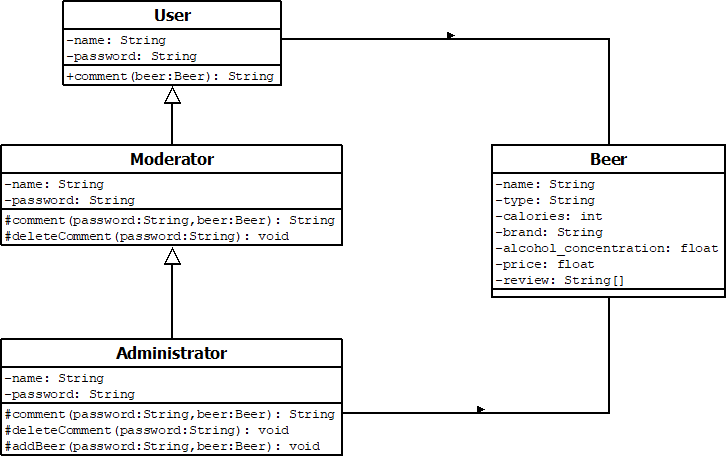 User
-name: String
-password: String
+comment(beer:Beer): String
Moderator
-name: String
-password: String
#comment(password:String,beer:Beer): String
#deleteComment(password:String): void
Beer
-name: String
-type: String
-calories: int
-brand: String
-alcohol_concentration: float
-price: float
-review: String[]
Administrator
-name: String
-password: String
#comment(password:String,beer:Beer): String
#deleteComment(password:String): void
#addBeer(password:String,beer:Beer): void